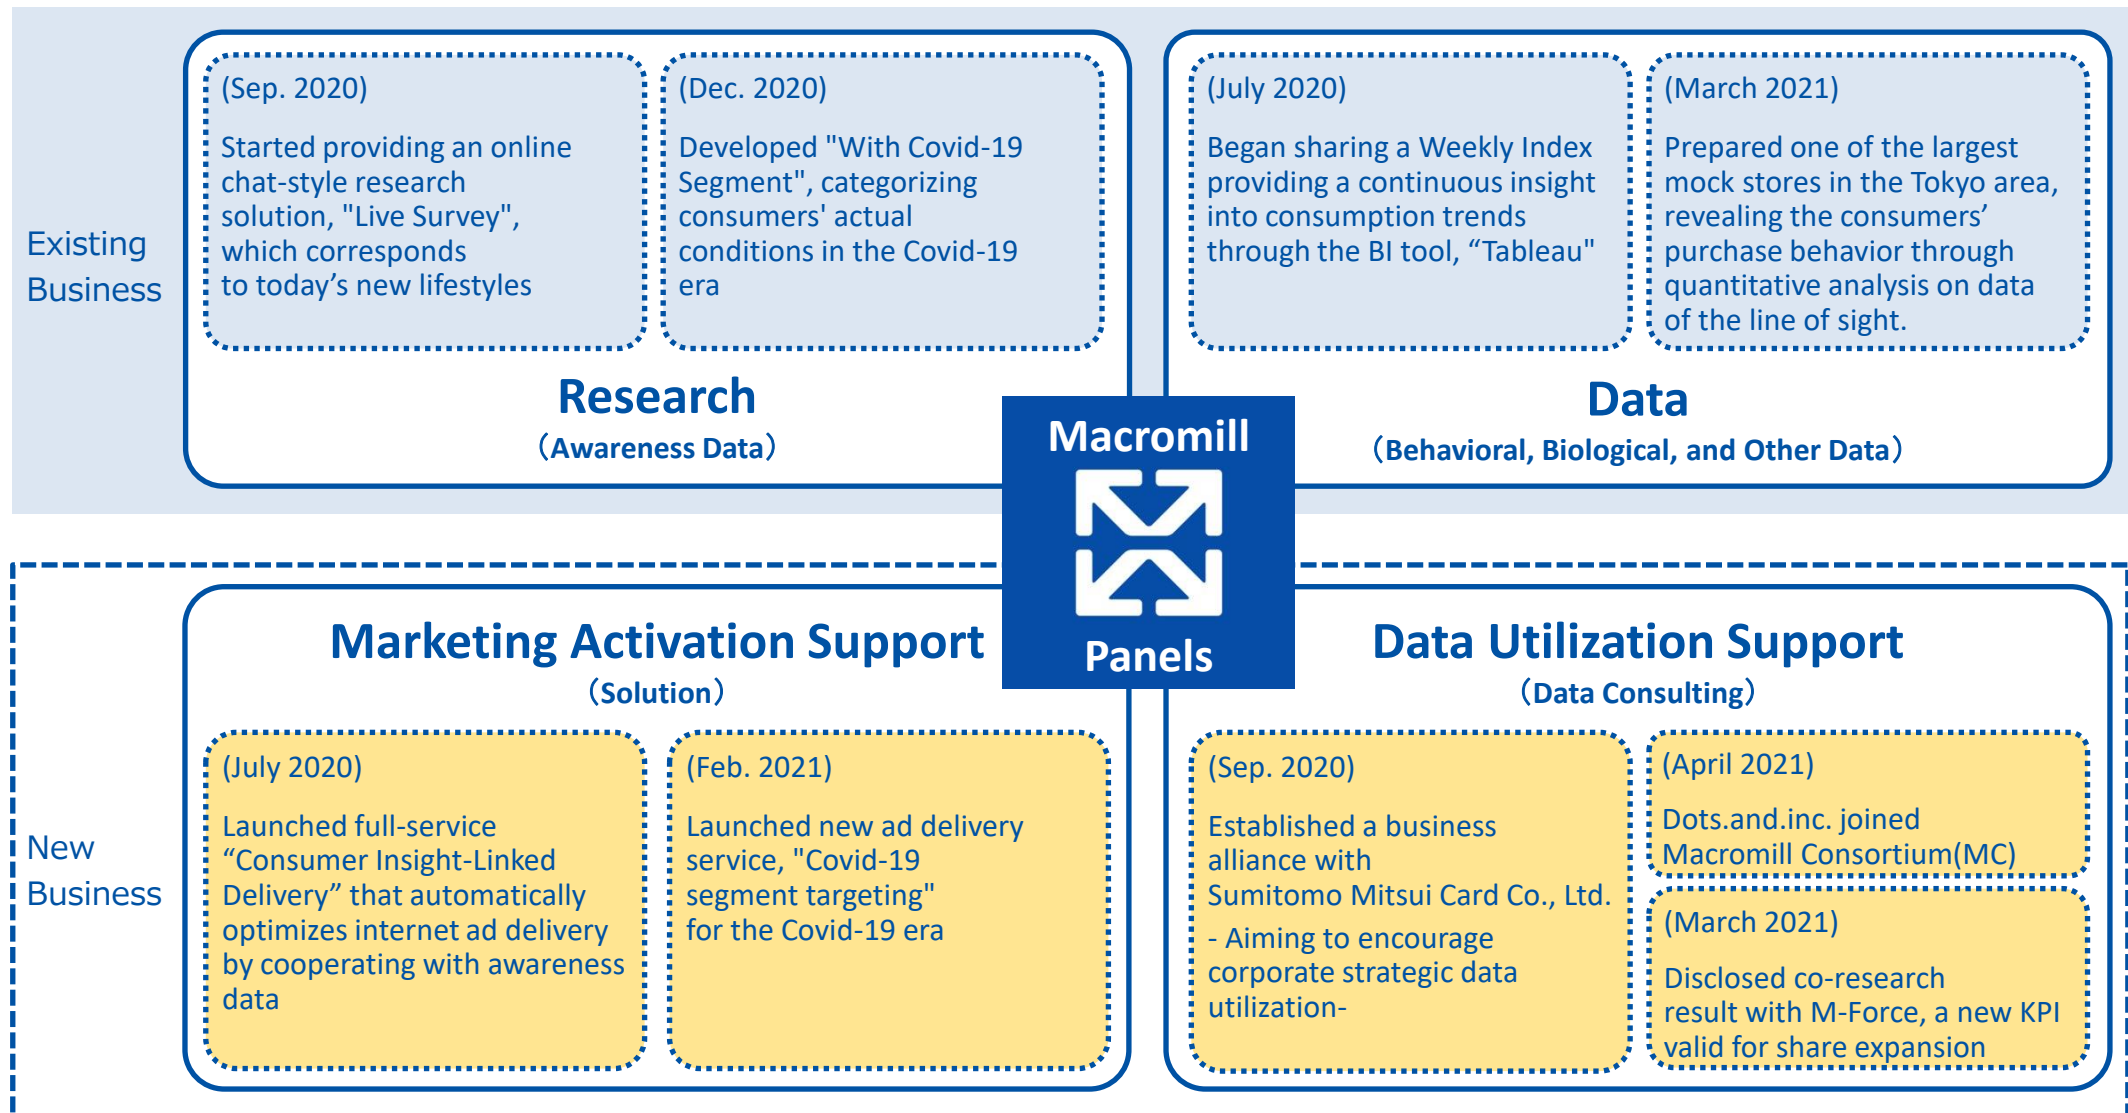 Existing
Business
(Sep. 2020)
Started providing an online
chat-style research
solution, "Live Survey",
which corresponds
to today’s new lifestyles
(Dec. 2020)
Developed "With Covid-19
Segment", categorizing
consumers' actual
conditions in the Covid-19
era
Research
（Awareness Data）
(July 2020)
Began sharing a Weekly Index
providing a continuous insight
into consumption trends
through the BI tool, “Tableau"
(March 2021)
Prepared one of the largest
mock stores in the Tokyo area,
revealing the consumers’
purchase behavior through
quantitative analysis on data
of the line of sight.
Data
（Behavioral, Biological, and Other Data）
Macromill
Panels
New
Business
Marketing Activation Support
（Solution）
(July 2020)
Launched full-service
“Consumer Insight-Linked
Delivery” that automatically
optimizes internet ad delivery
by cooperating with awareness
data
(Feb. 2021)
Launched new ad delivery
service, "Covid-19
segment targeting"
for the Covid-19 era
Data Utilization Support
（Data Consulting）
(Sep. 2020)
Established a business
alliance with
Sumitomo Mitsui Card Co., Ltd.
- Aiming to encourage
corporate strategic data
utilization-
(April 2021)
Dots.and.inc. joined
Macromill Consortium(MC)
(March 2021)
Disclosed co-research
result with M-Force, a new KPI
valid for share expansion